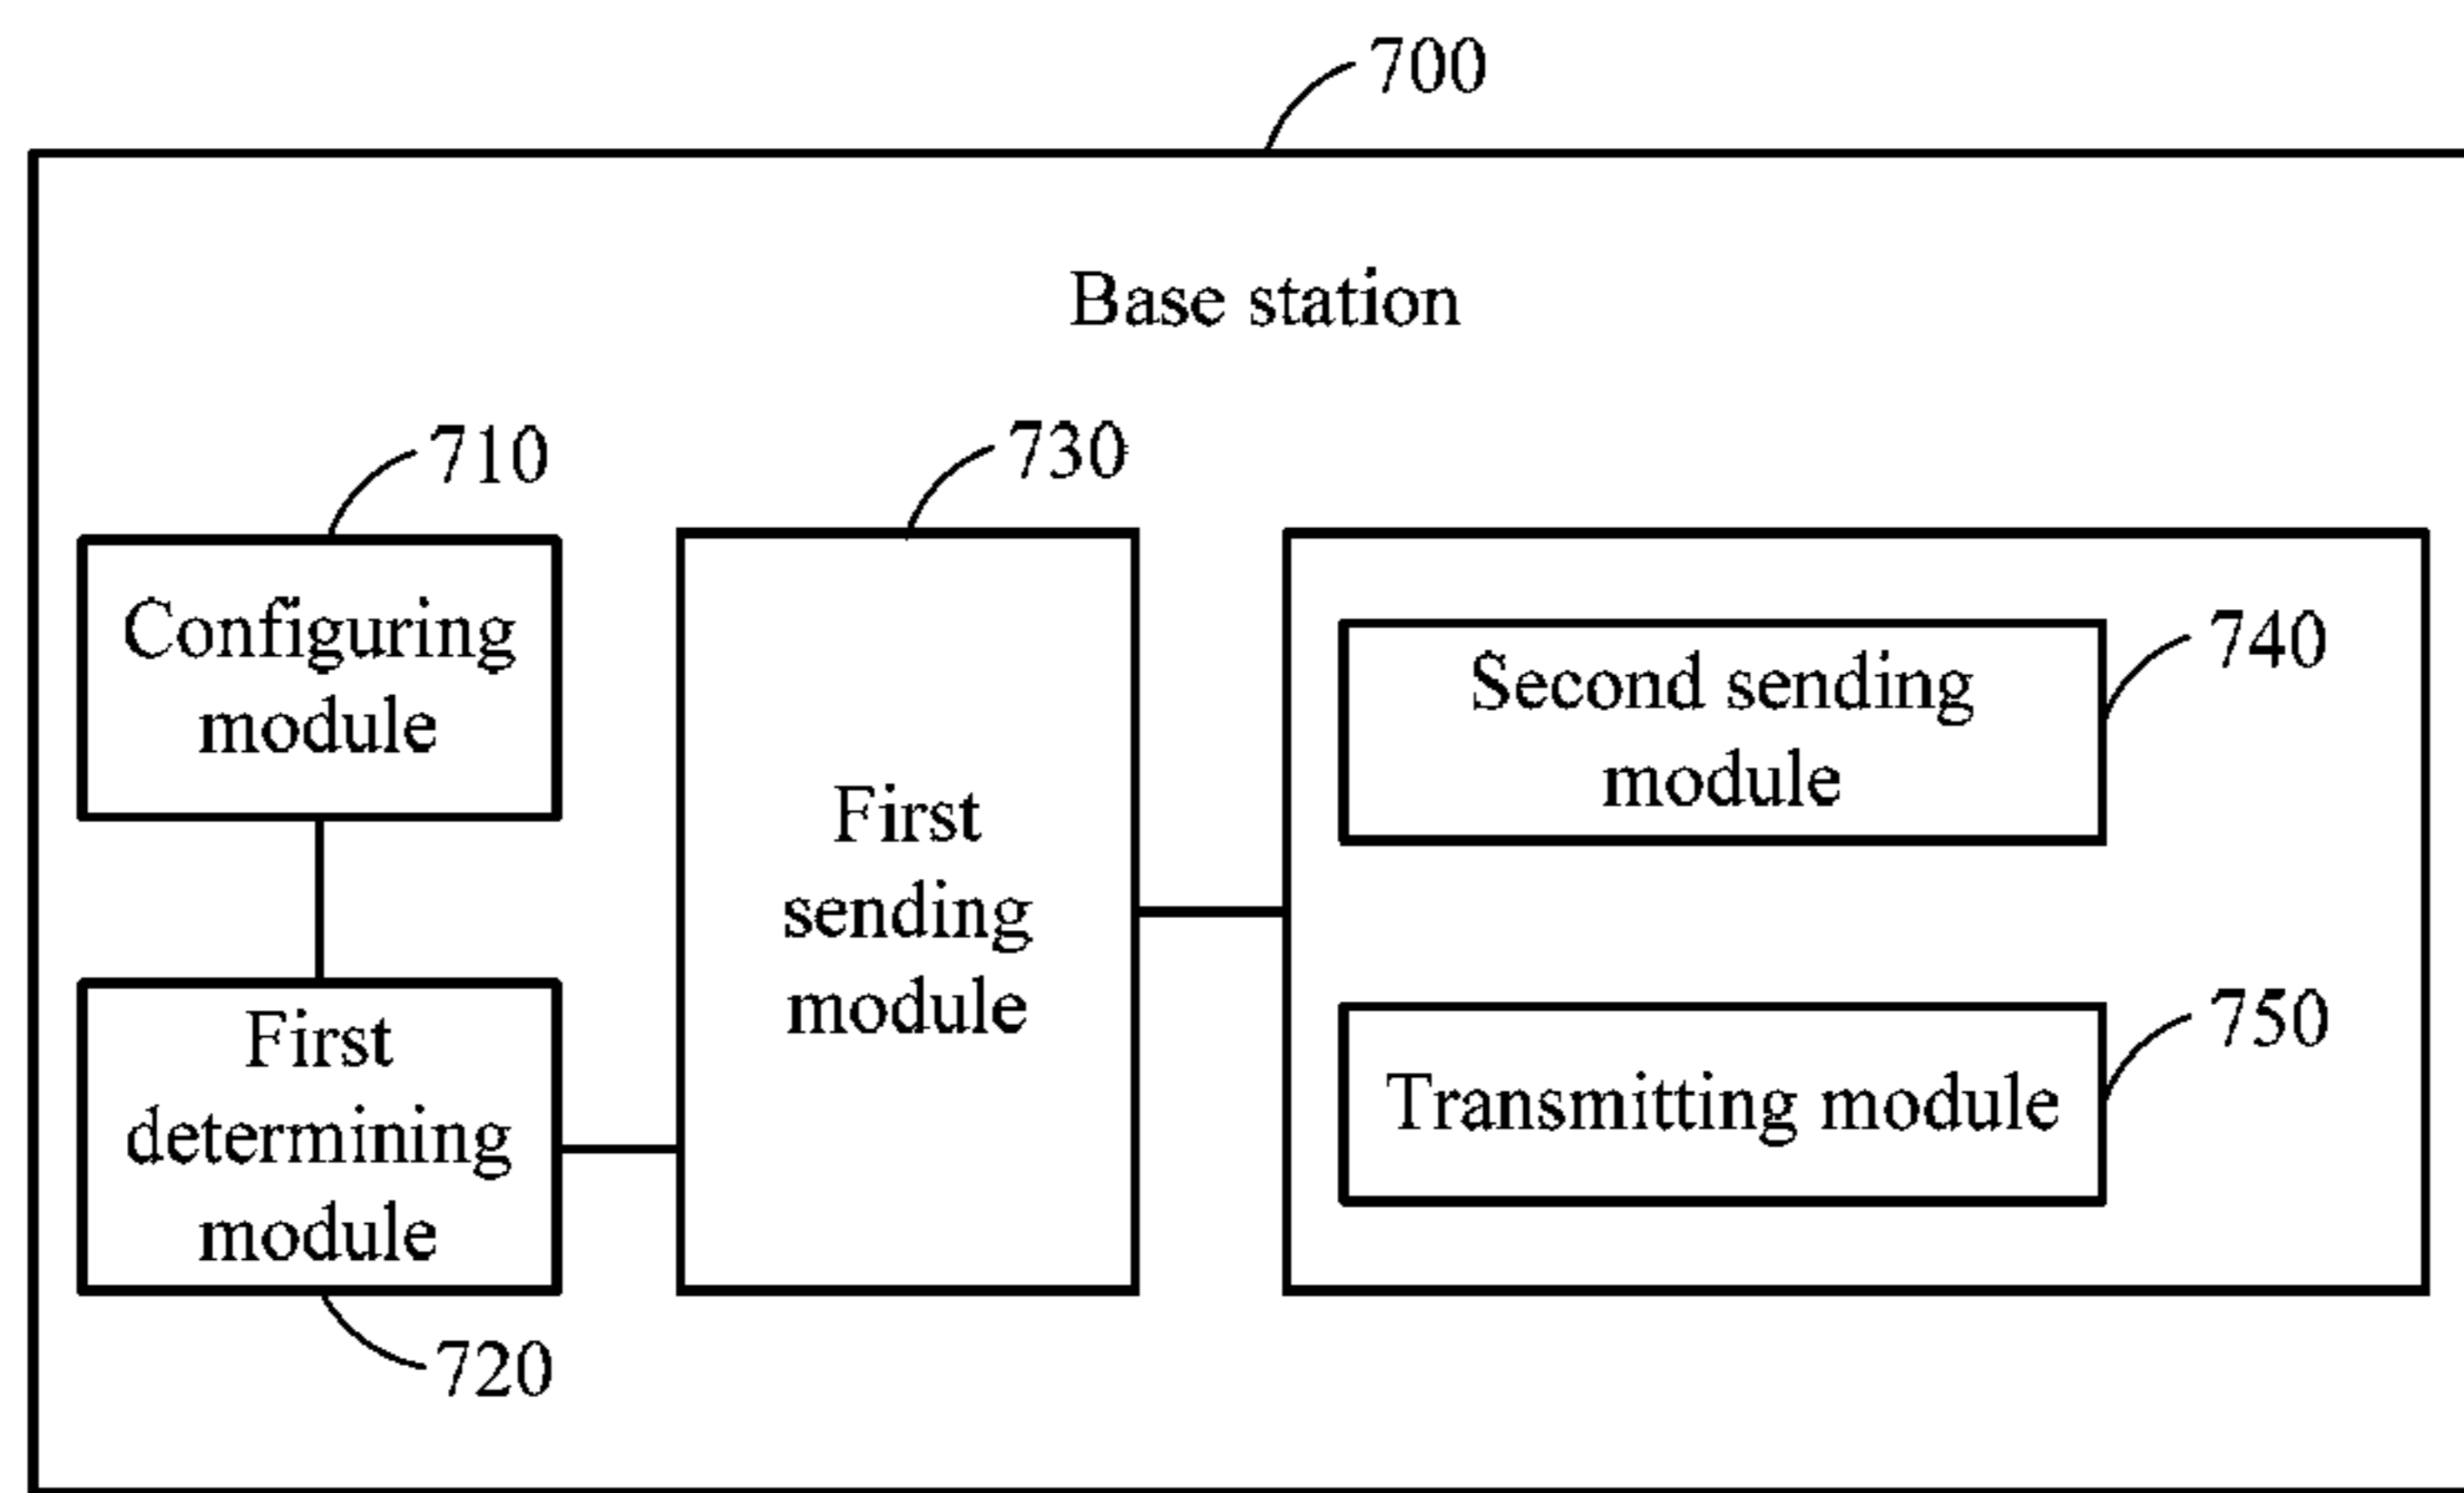 700
Base station
710
730
Configuring
module
740
Second sending
module
First
sending
module
First
determining
module
750
Transmitting module
720